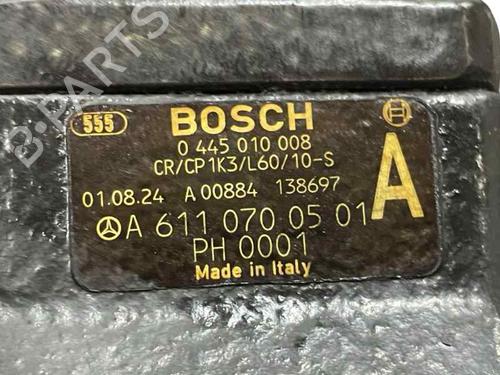 555 BOSCH
0 445 010 008
CR/CP1K3/L60/10-S
01.08.24 A 00884 138697
A
A 611 070 05 01
PH 0001
Made in Italy
B-PARTS